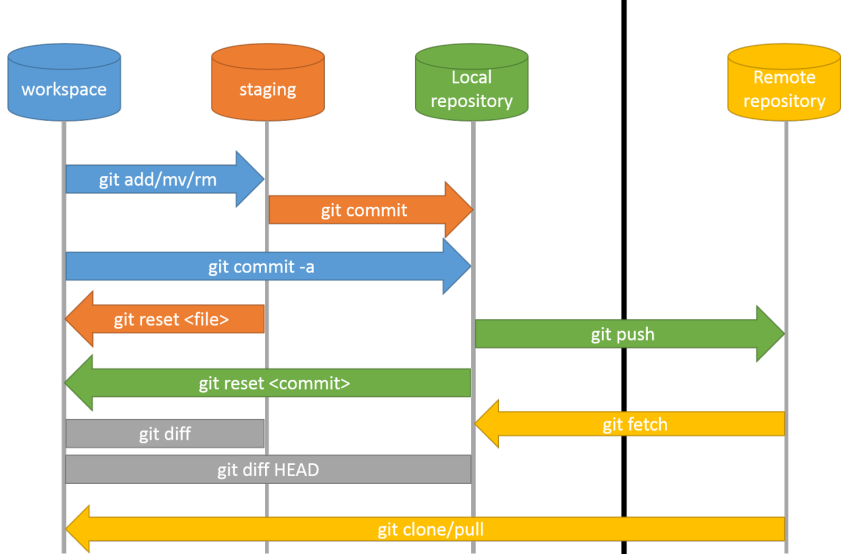 workspace
staging
Local
repository
Remote
repository
git add/mv/rm
git commit
git commit -a
git reset <file>
git push
git reset <commit>
git fetch
git diff
git diff HEAD
git clone/pull